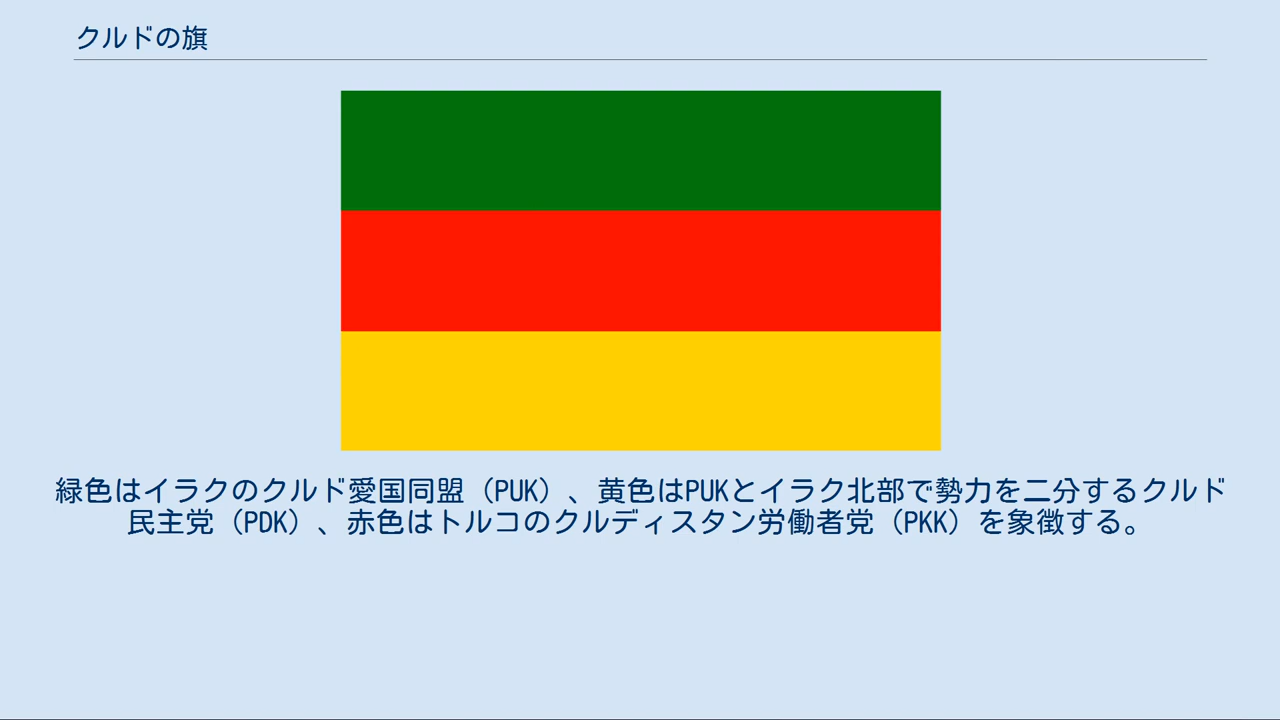 クルドの旗
緑色はイラクのクルド愛国同盟（PUK）、黄色はPUKとイラク北部で勢力を二分するクルド
民主党（PDK）、赤色はトルコのクルディスタン労働者党（PKK）を象徴する。